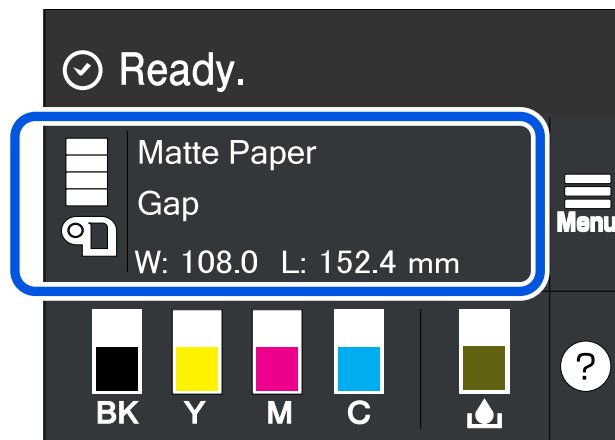 Ready.
Matte Paper
Gap
W: 108.0 L: 152.4 mm
Menu
BK Y M C
?